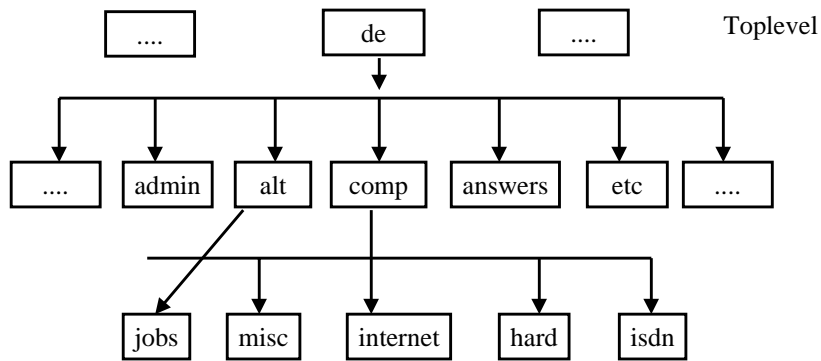 .... de .... Toplevel
.... admin alt comp answers etc ....
jobs misc internet hard isdn